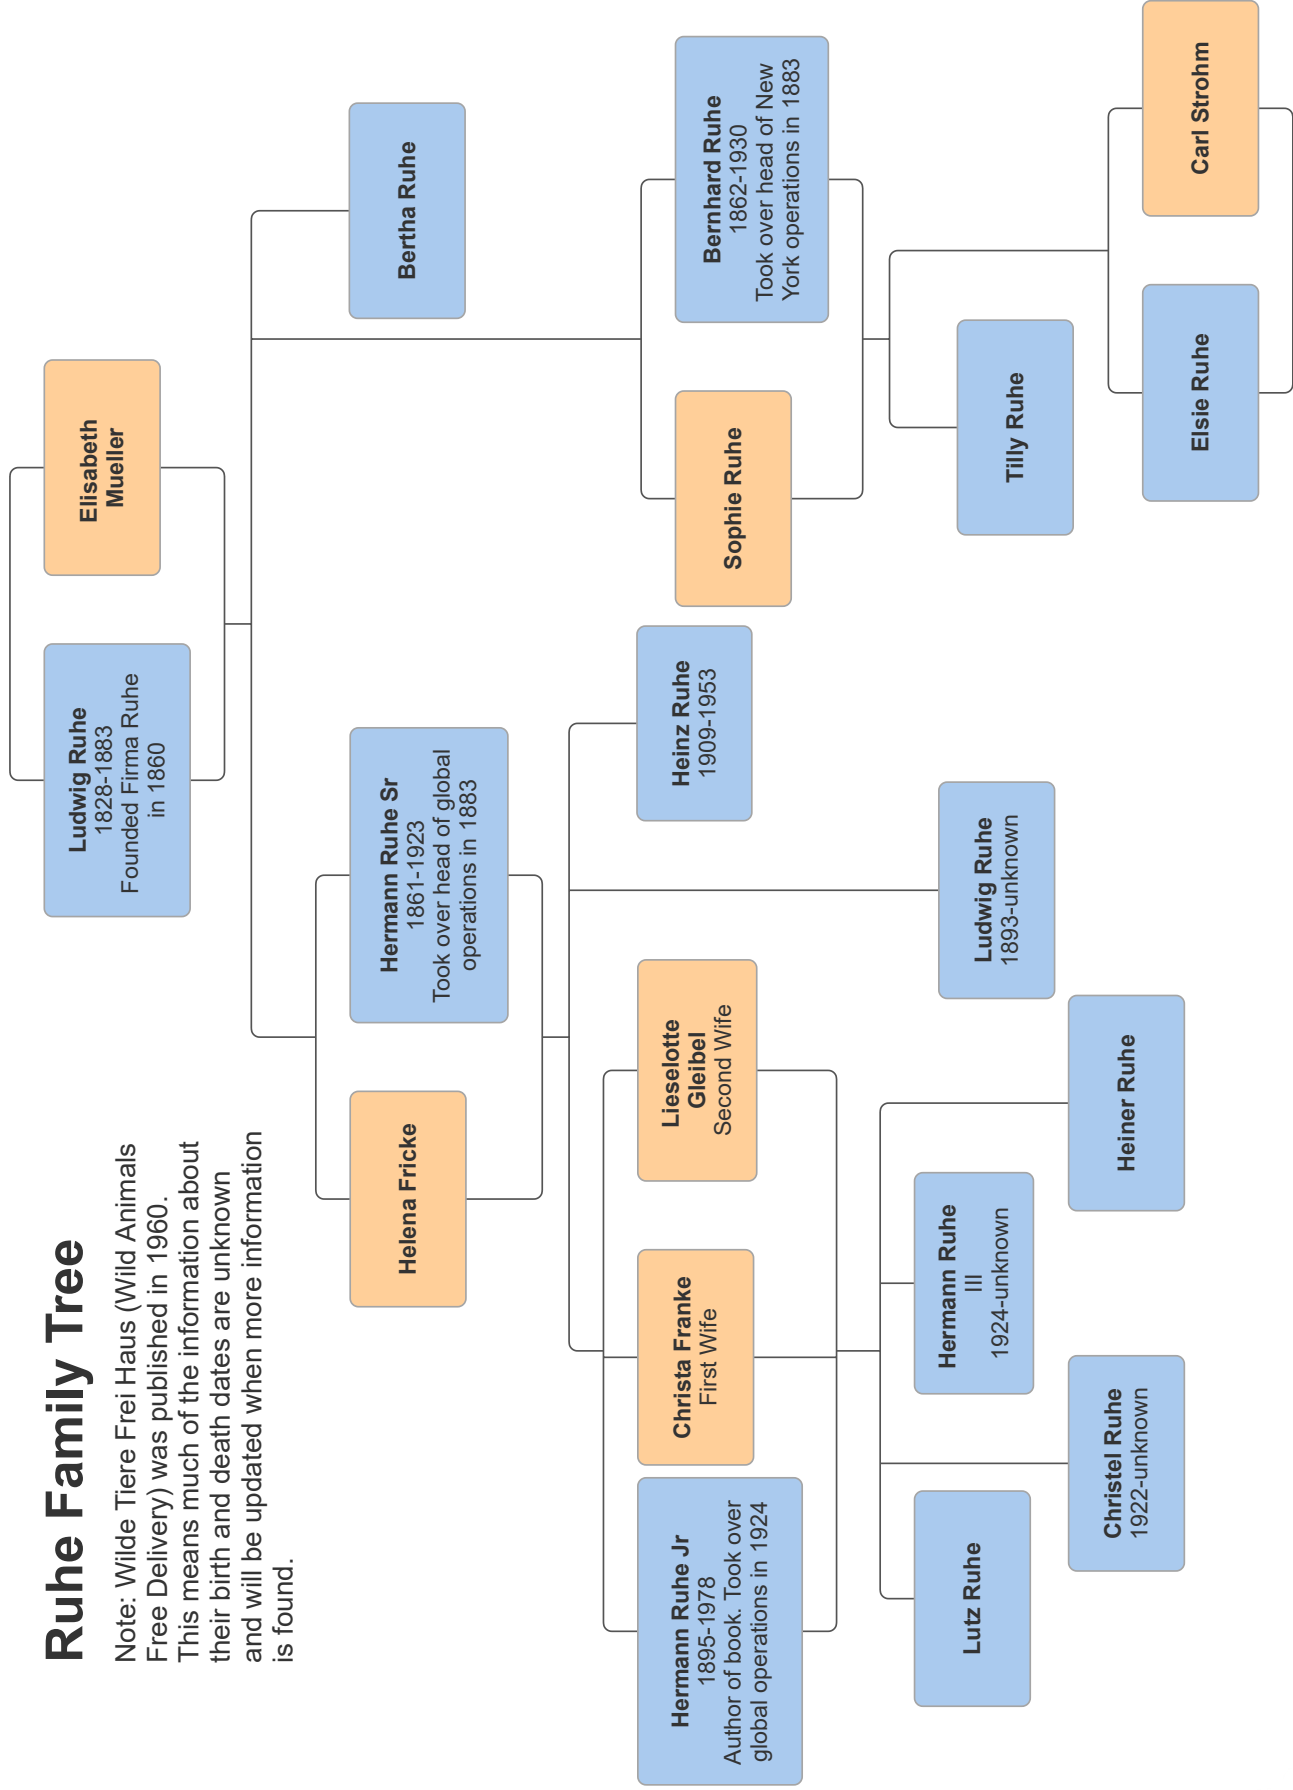 Ruhe Family Tree
Note: Wilde Tiere Frei Haus (Wild Animals
Free Delivery) was published in 1960.
This means much of the information about
their birth and death dates are unknown
and will be updated when more information
is found.
Ludwig Ruhe
1828-1883
Founded Firma Ruhe
in 1860
Elisabeth
Mueller
Helena Fricke
Hermann Ruhe Sr
1861-1923
Took over head of global
operations in 1883
Bertha Ruhe
Hermann Ruhe Jr
1895-1978
Author of book. Took over
global operations in 1924
Christa Franke
First Wife
Lieselotte
Gleibel
Second Wife
Heinz Ruhe
1909-1953
Sophie Ruhe
Bernhard Ruhe
1862-1930
Took over head of New
York operations in 1883
Lutz Ruhe
Hermann Ruhe
III
1924-unknown
Ludwig Ruhe
1893-unknown
Tilly Ruhe
Christel Ruhe
1922-unknown
Heiner Ruhe
Elsie Ruhe
Carl Strohm